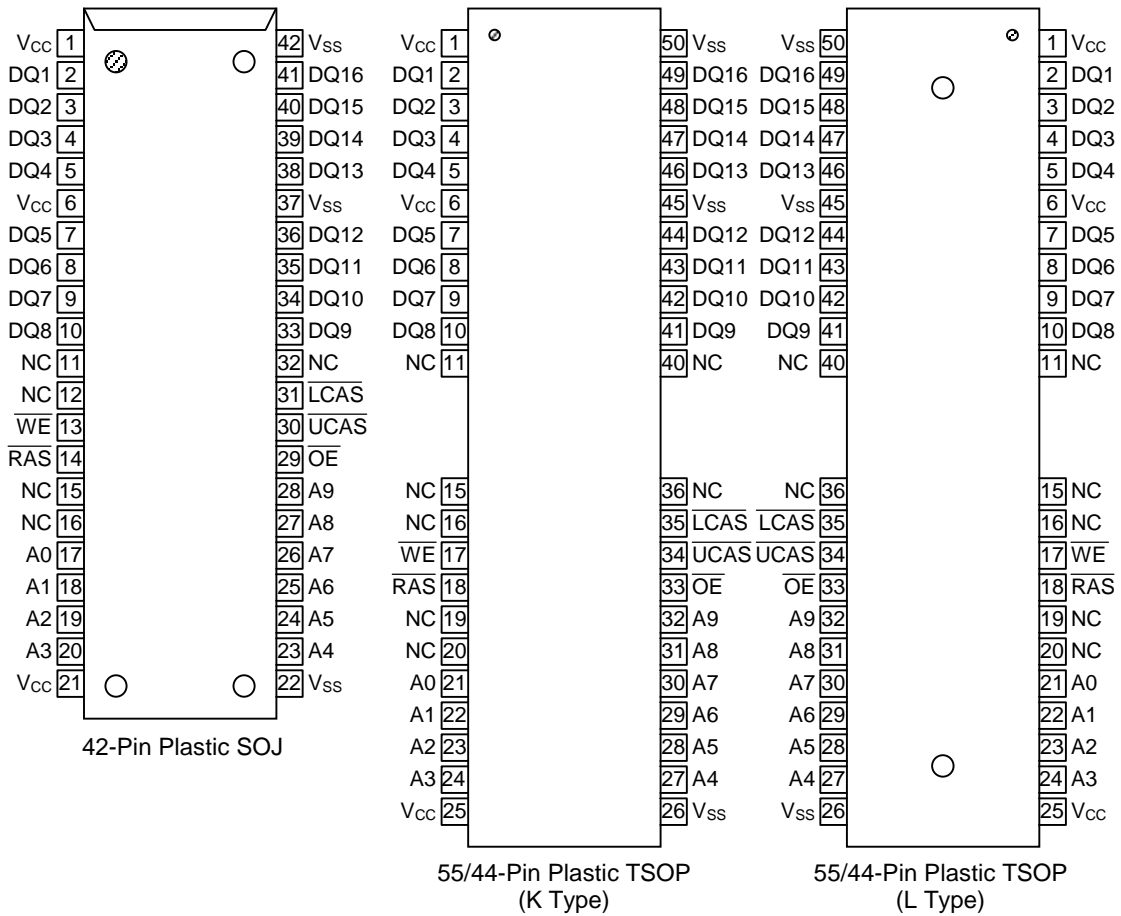 VCC 1 42 VSS VCC 1 50 VSS VSS 50 1 VCC
DQ1 2 41 DQ16 DQ1 2 49 DQ16 DQ16 49 2 DQ1
DQ2 3 40 DQ15 DQ2 3 48 DQ15 DQ15 48 3 DQ2
DQ3 4 39 DQ14 DQ3 4 47 DQ14 DQ14 47 4 DQ3
DQ4 5 38 DQ13 DQ4 5 46 DQ13 DQ13 46 5 DQ4
VCC 6 37 VSS VCC 6 45 VSS VSS 45 6 VCC
DQ5 7 36 DQ12 DQ5 7 44 DQ12 DQ12 44 7 DQ5
DQ6 8 35 DQ11 DQ6 8 43 DQ11 DQ11 43 8 DQ6
DQ7 9 34 DQ10 DQ7 9 42 DQ10 DQ10 42 9 DQ7
DQ8 10 33 DQ9 DQ8 10 41 DQ9 DQ9 41 10 DQ8
NC 11 32 NC NC 11 40 NC NC 40 11 NC
NC 12 31 LCAS
WE 13 30 UCAS
RAS 14 29 OE
NC 15 28 A9 NC 15 36 NC NC 36 15 NC
NC 16 27 A8 NC 16 35 LCAS LCAS 35 16 NC
A0 17 26 A7 WE 17 34 UCAS UCAS 34 17 WE
A1 18 25 A6 RAS 18 33 OE OE 33 18 RAS
A2 19 24 A5 NC 19 32 A9 A9 32 19 NC
A3 20 23 A4 NC 20 31 A8 A8 31 20 NC
VCC 21 22 VSS A0 21 30 A7 A7 30 21 A0
A1 22 29 A6 A6 29 22 A1
A2 23 28 A5 A5 28 23 A2
A3 24 27 A4 A4 27 24 A3
VCC 25 26 VSS VSS 26 25 VCC
42-Pin Plastic SOJ
55/44-Pin Plastic TSOP
(K Type)
55/44-Pin Plastic TSOP
(L Type)